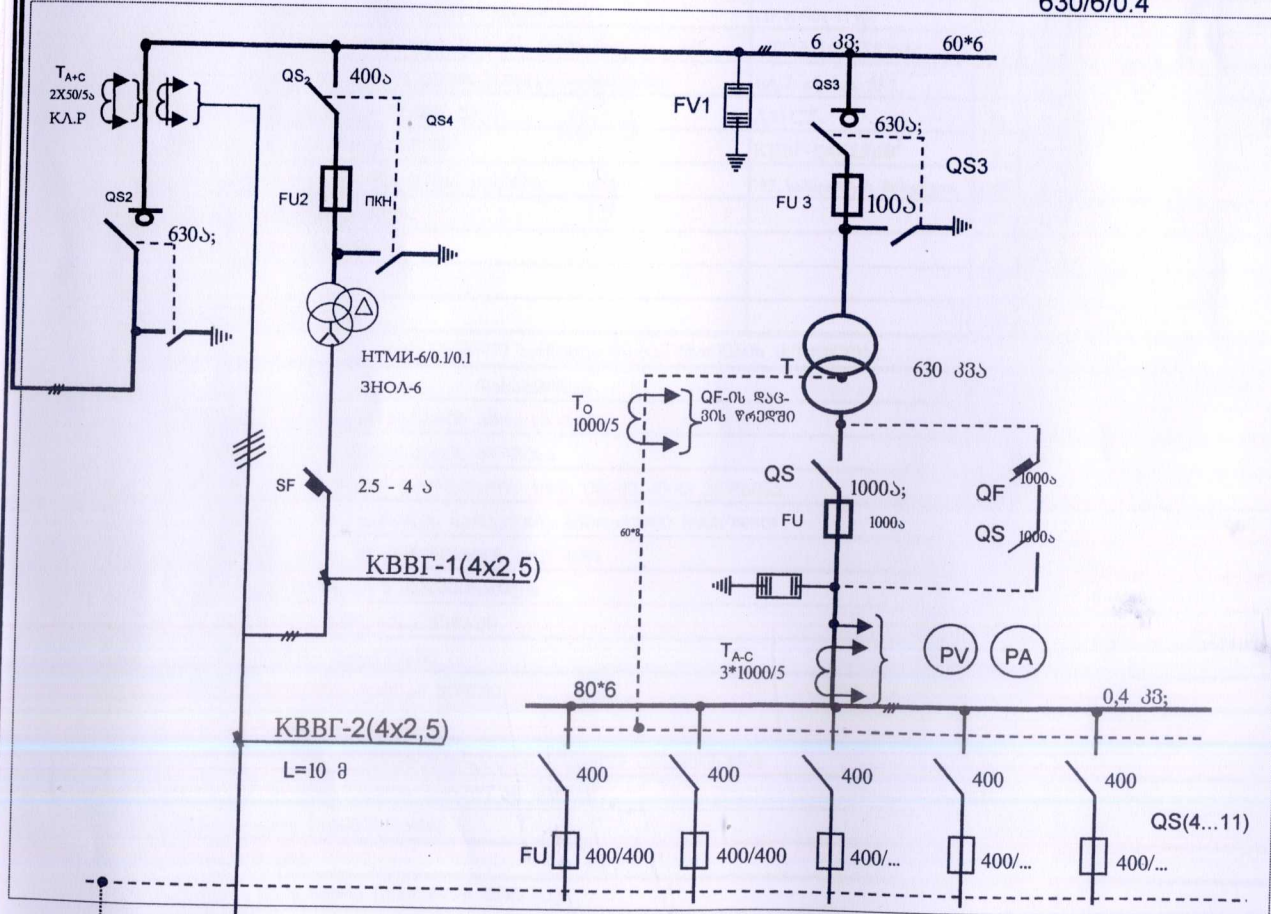 630/6/0.4
6 კვ;
60*6
TA+C
2X50/5ა
КЛ.Р
QS2
400ა
QS4
FV1
QS3
630ა;
QS3
FU2
ПКН
FU 3
100ა;
QS2
630ა;
НТМИ-6/0.1/0.1
ЗНОЛ-6
T
630 კვა
TO
1000/5
QF-ის დაც-
ვის წრედში
SF
2.5 - 4 ა
QS
1000ა;
FU
1000ა
QF
1000ა
QS
1000ა
60*8
КВВГ-1(4x2,5)
TA-C
3*1000/5
PV
PA
80*6
0,4 კვ;
КВВГ-2(4x2,5)
L=10 მ
400
400
400
400
400
QS(4...11)
FU
400/400
400/400
400/...
400/...
400/...